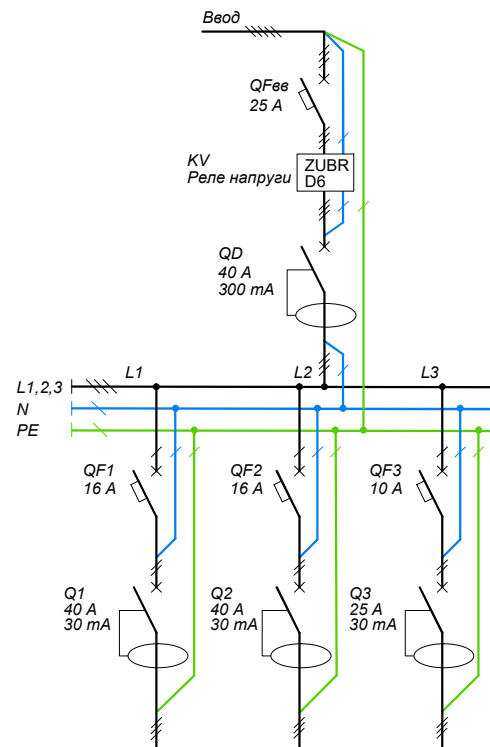 Ввод
QFвв
25 A
KV
Реле напруги
ZUBR
D6
QD
40 A
300 mA
L1
L2
L3
L1,2,3
N
PE
QF1
16 A
QF2
16 A
QF3
10 A
Q1
40 A
30 mA
Q2
40 A
30 mA
Q3
25 A
30 mA